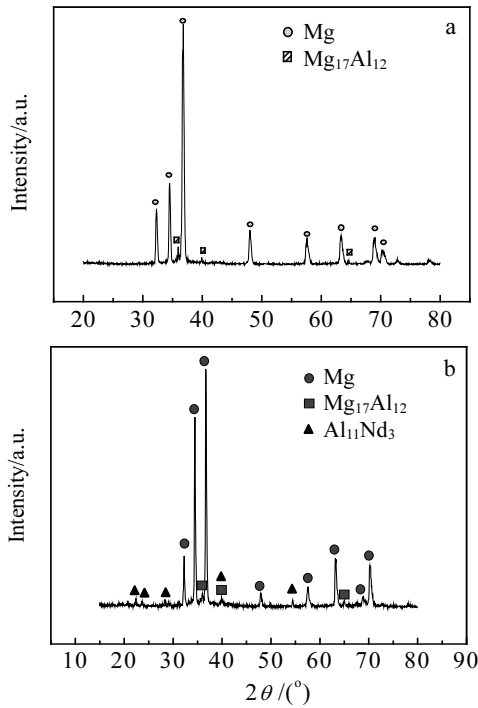 a
Mg
Mg₁₇Al₁₂
Intensity/a.u.
20 30 40 50 60 70 80
b
Mg
Mg₁₇Al₁₂
Al₁₁Nd₃
Intensity/a.u.
10 20 30 40 50 60 70 80 90
2θ /(°)